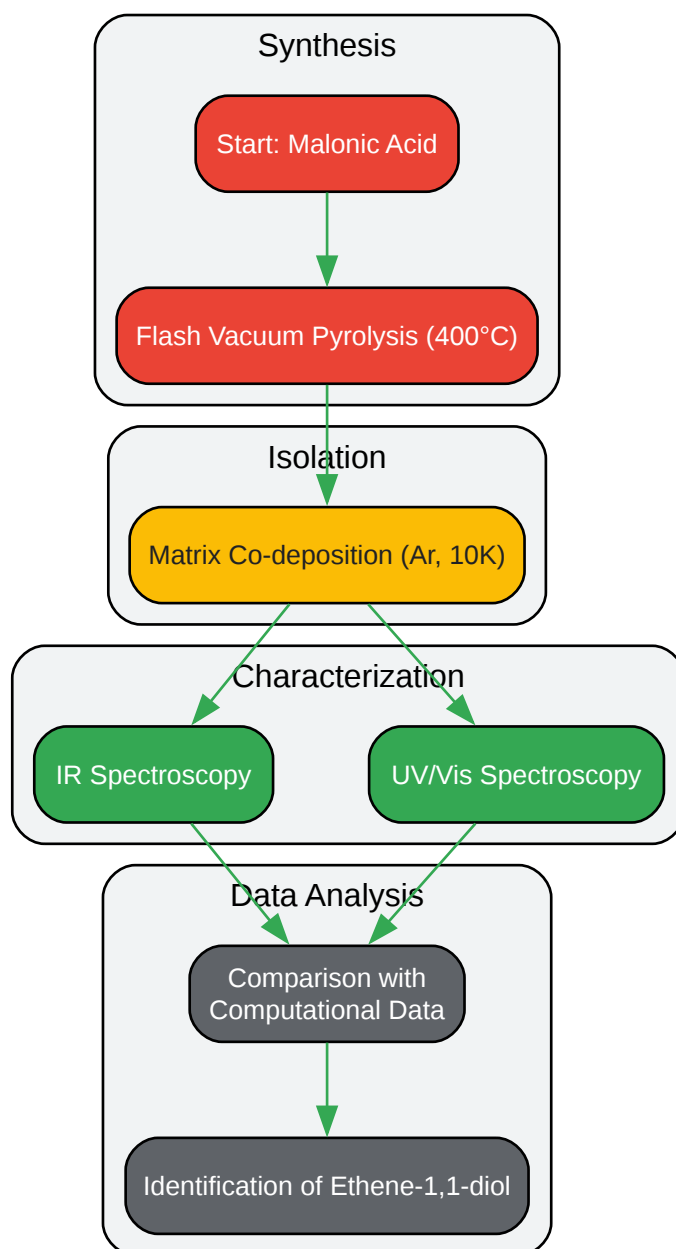 Synthesis
Start: Malonic Acid
Flash Vacuum Pyrolysis (400°C)
Isolation
Matrix Co-deposition (Ar, 10K)
Characterization
IR Spectroscopy
UV/Vis Spectroscopy
Data Analysis
Comparison with
Computational Data
Identification of Ethene-1,1-diol